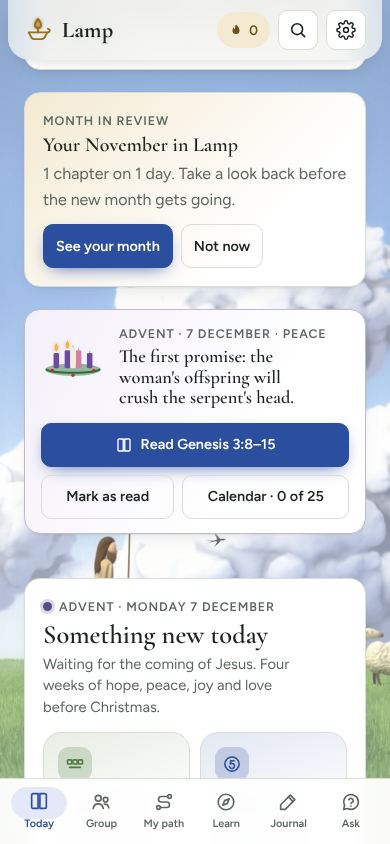 Lamp
0
MONTH IN REVIEW
Your November in Lamp
1 chapter on 1 day. Take a look back before
the new month gets going.
See your month
Not now
ADVENT · 7 DECEMBER · PEACE
The first promise: the
woman's offspring will
crush the serpent's head.
Read Genesis 3:8–15
Mark as read
Calendar · 0 of 25
ADVENT · MONDAY 7 DECEMBER
Something new today
Waiting for the coming of Jesus. Four
weeks of hope, peace, joy and love
before Christmas.
5
Today
Group
My path
Learn
Journal
Ask